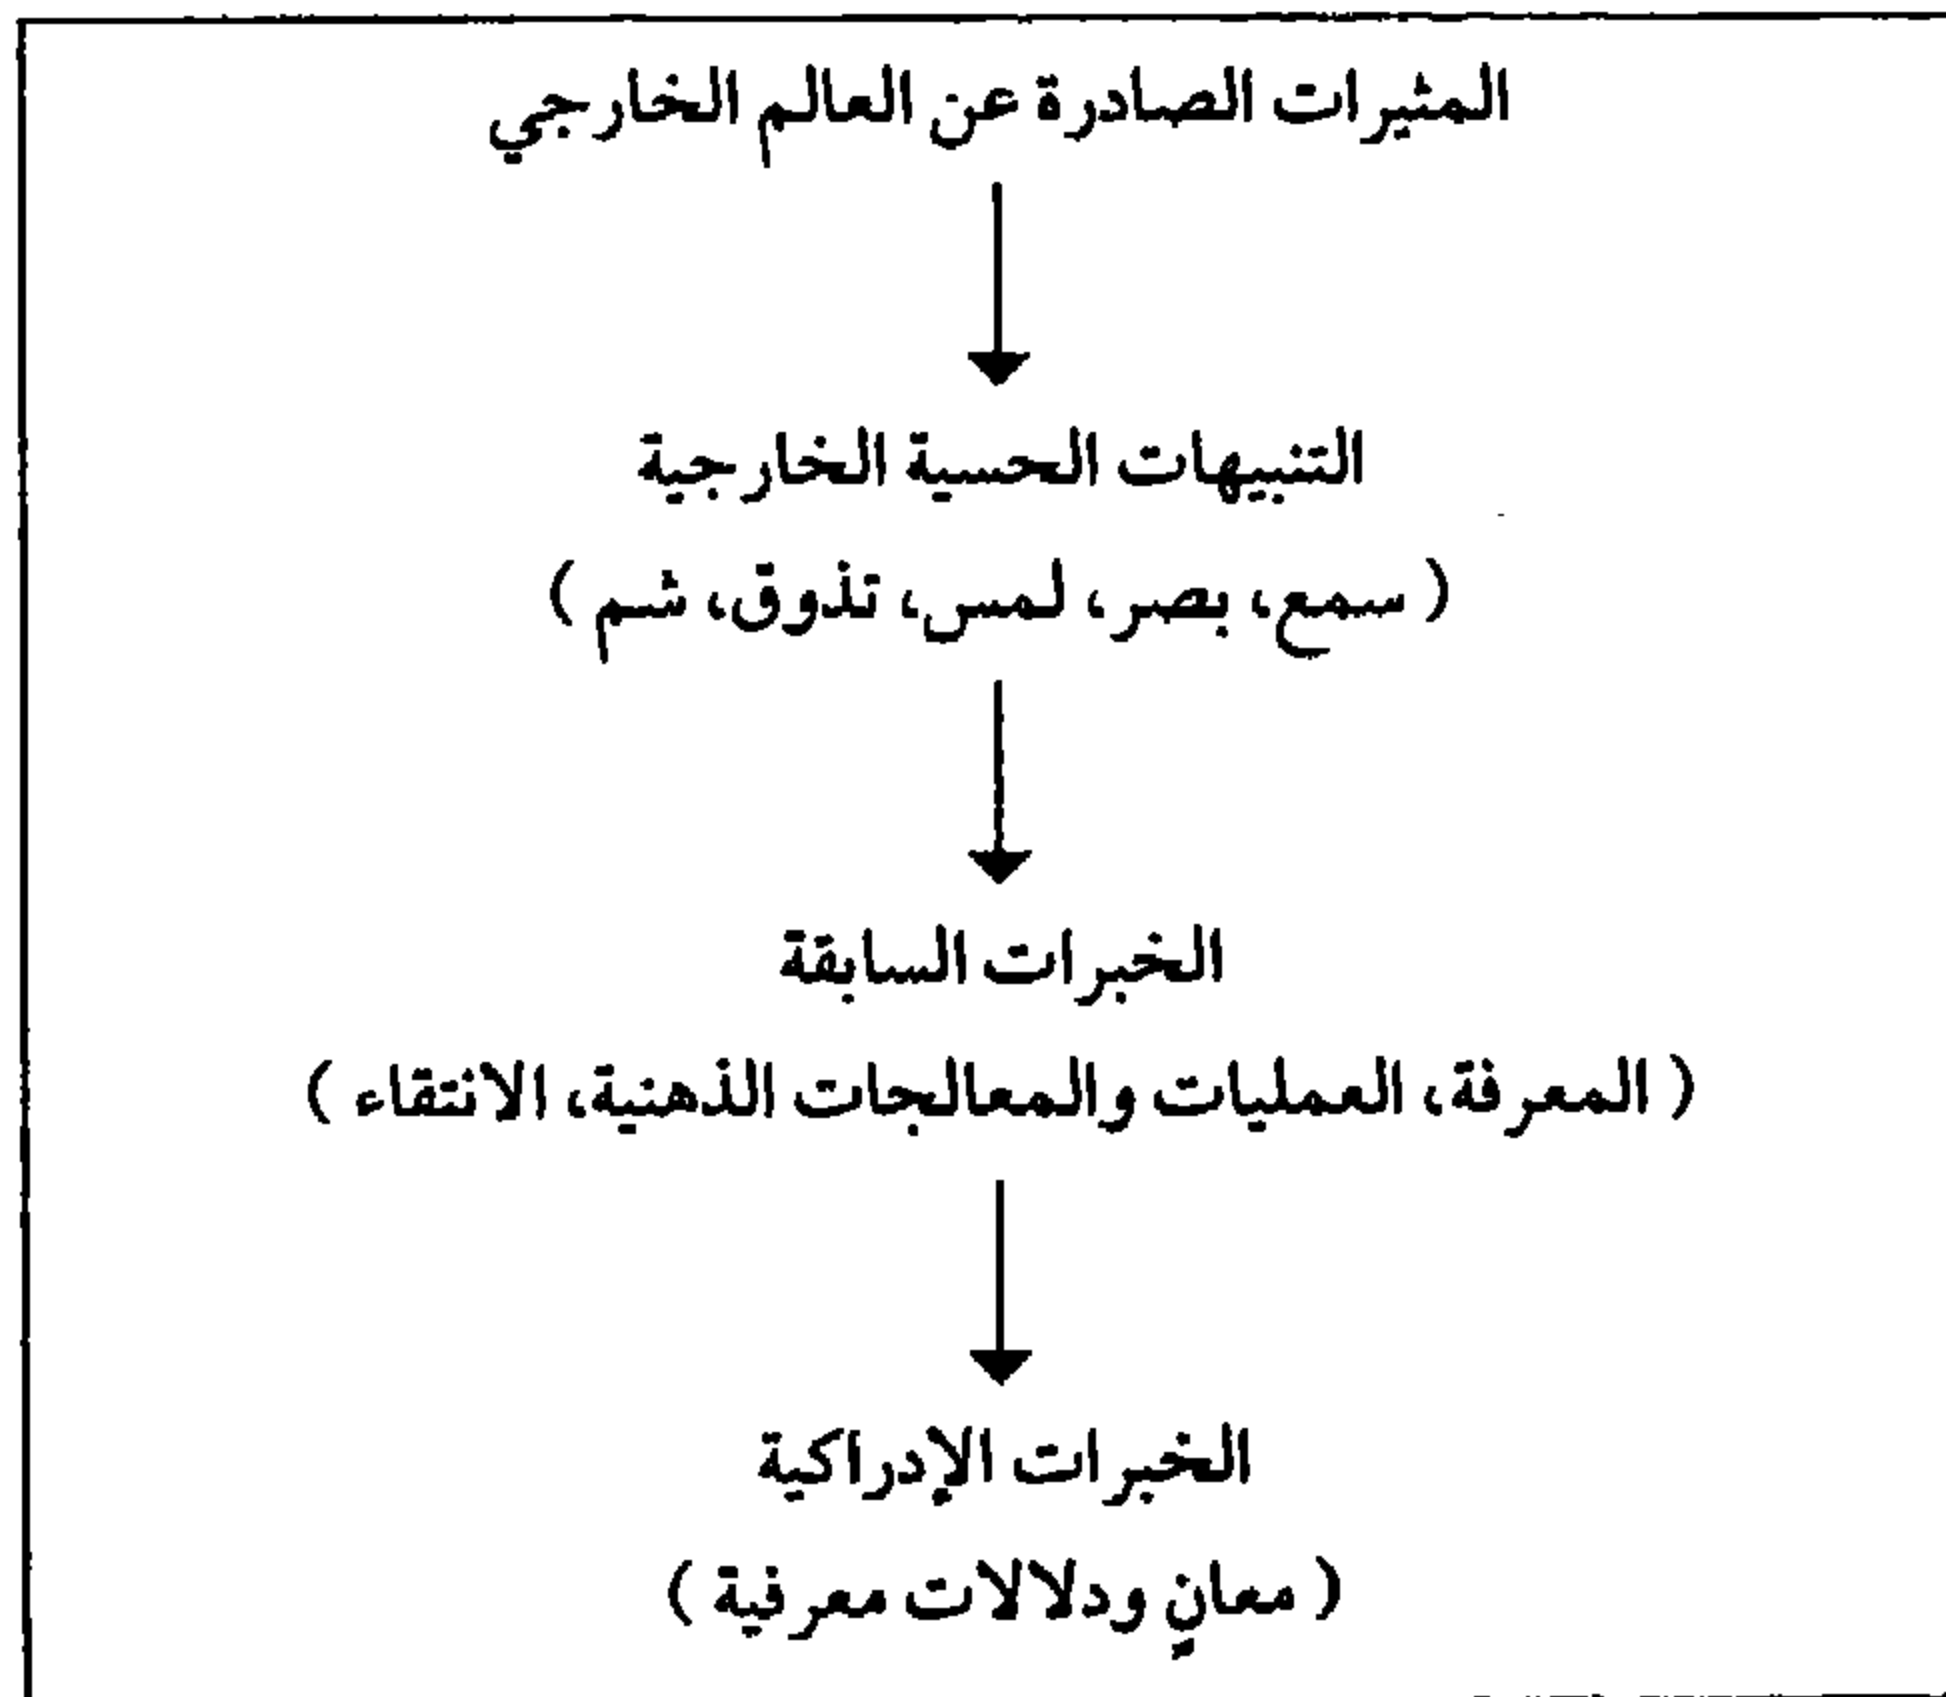 المثيرات الصادرة عن العالم الخارجي
التنبيهات الحسية الخارجية
( سمع، بصر، لمس، تذوق، شم )
الخبرات السابقة
( المعرفة، العمليات والمعالجات الذهنية، الانتقاء )
الخبرات الإدراكية
( معانٍ ودلالات معرفية )